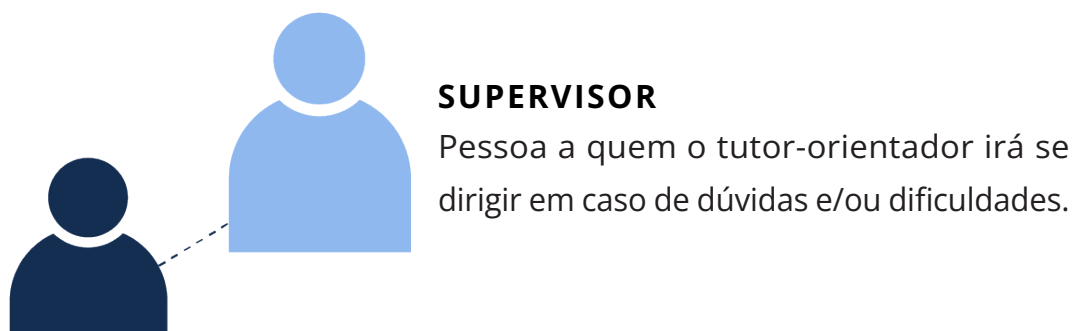 SUPERVISOR
Pessoa a quem o tutor-orientador irá se
dirigir em caso de dúvidas e/ou dificuldades.